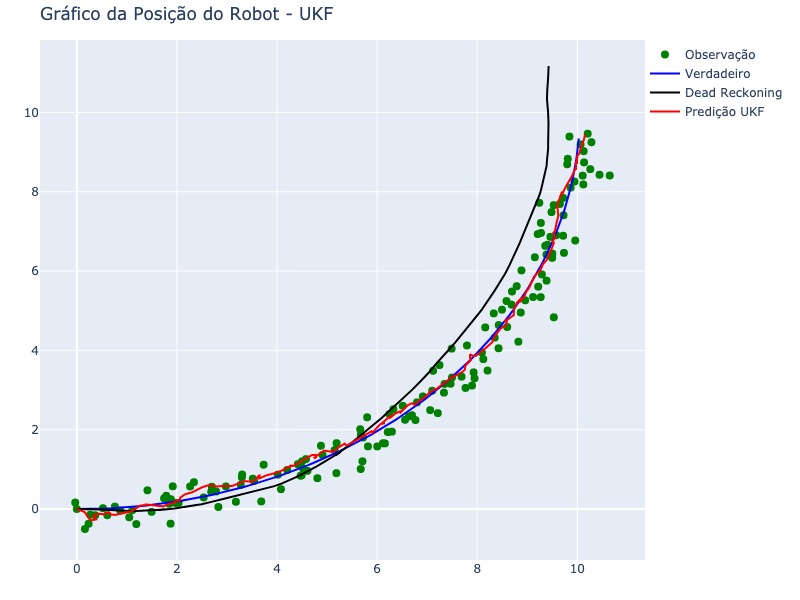 Gráfico da Posição do Robot - UKF
Observação
Verdadeiro
Dead Reckoning
Predição UKF
10
8
6
4
2
0
0 2 4 6 8 10